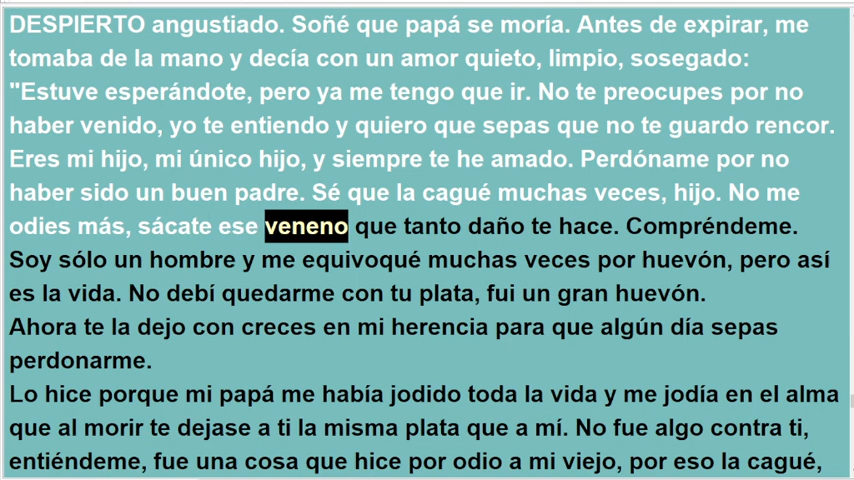 DESPIERTO angustiado. Soñé que papá se moría. Antes de expirar, me
tomaba de la mano y decía con un amor quieto, limpio, sosegado:
"Estuve esperándote, pero ya me tengo que ir. No te preocupes por no
haber venido, yo te entiendo y quiero que sepas que no te guardo rencor.
Eres mi hijo, mi único hijo, y siempre te he amado. Perdóname por no
haber sido un buen padre. Sé que la cagué muchas veces, hijo. No me
odies más, sácate ese veneno que tanto daño te hace. Compréndeme.
Soy sólo un hombre y me equivoqué muchas veces por huevón, pero así
es la vida. No debí quedarme con tu plata, fui un gran huevón.
Ahora te la dejo con creces en mi herencia para que algún día sepas
perdonarme.
Lo hice porque mi papá me había jodido toda la vida y me jodía en el alma
que al morir te dejase a ti la misma plata que a mí. No fue algo contra ti,
entiéndeme, fue una cosa que hice por odio a mi viejo, por eso la cagué,